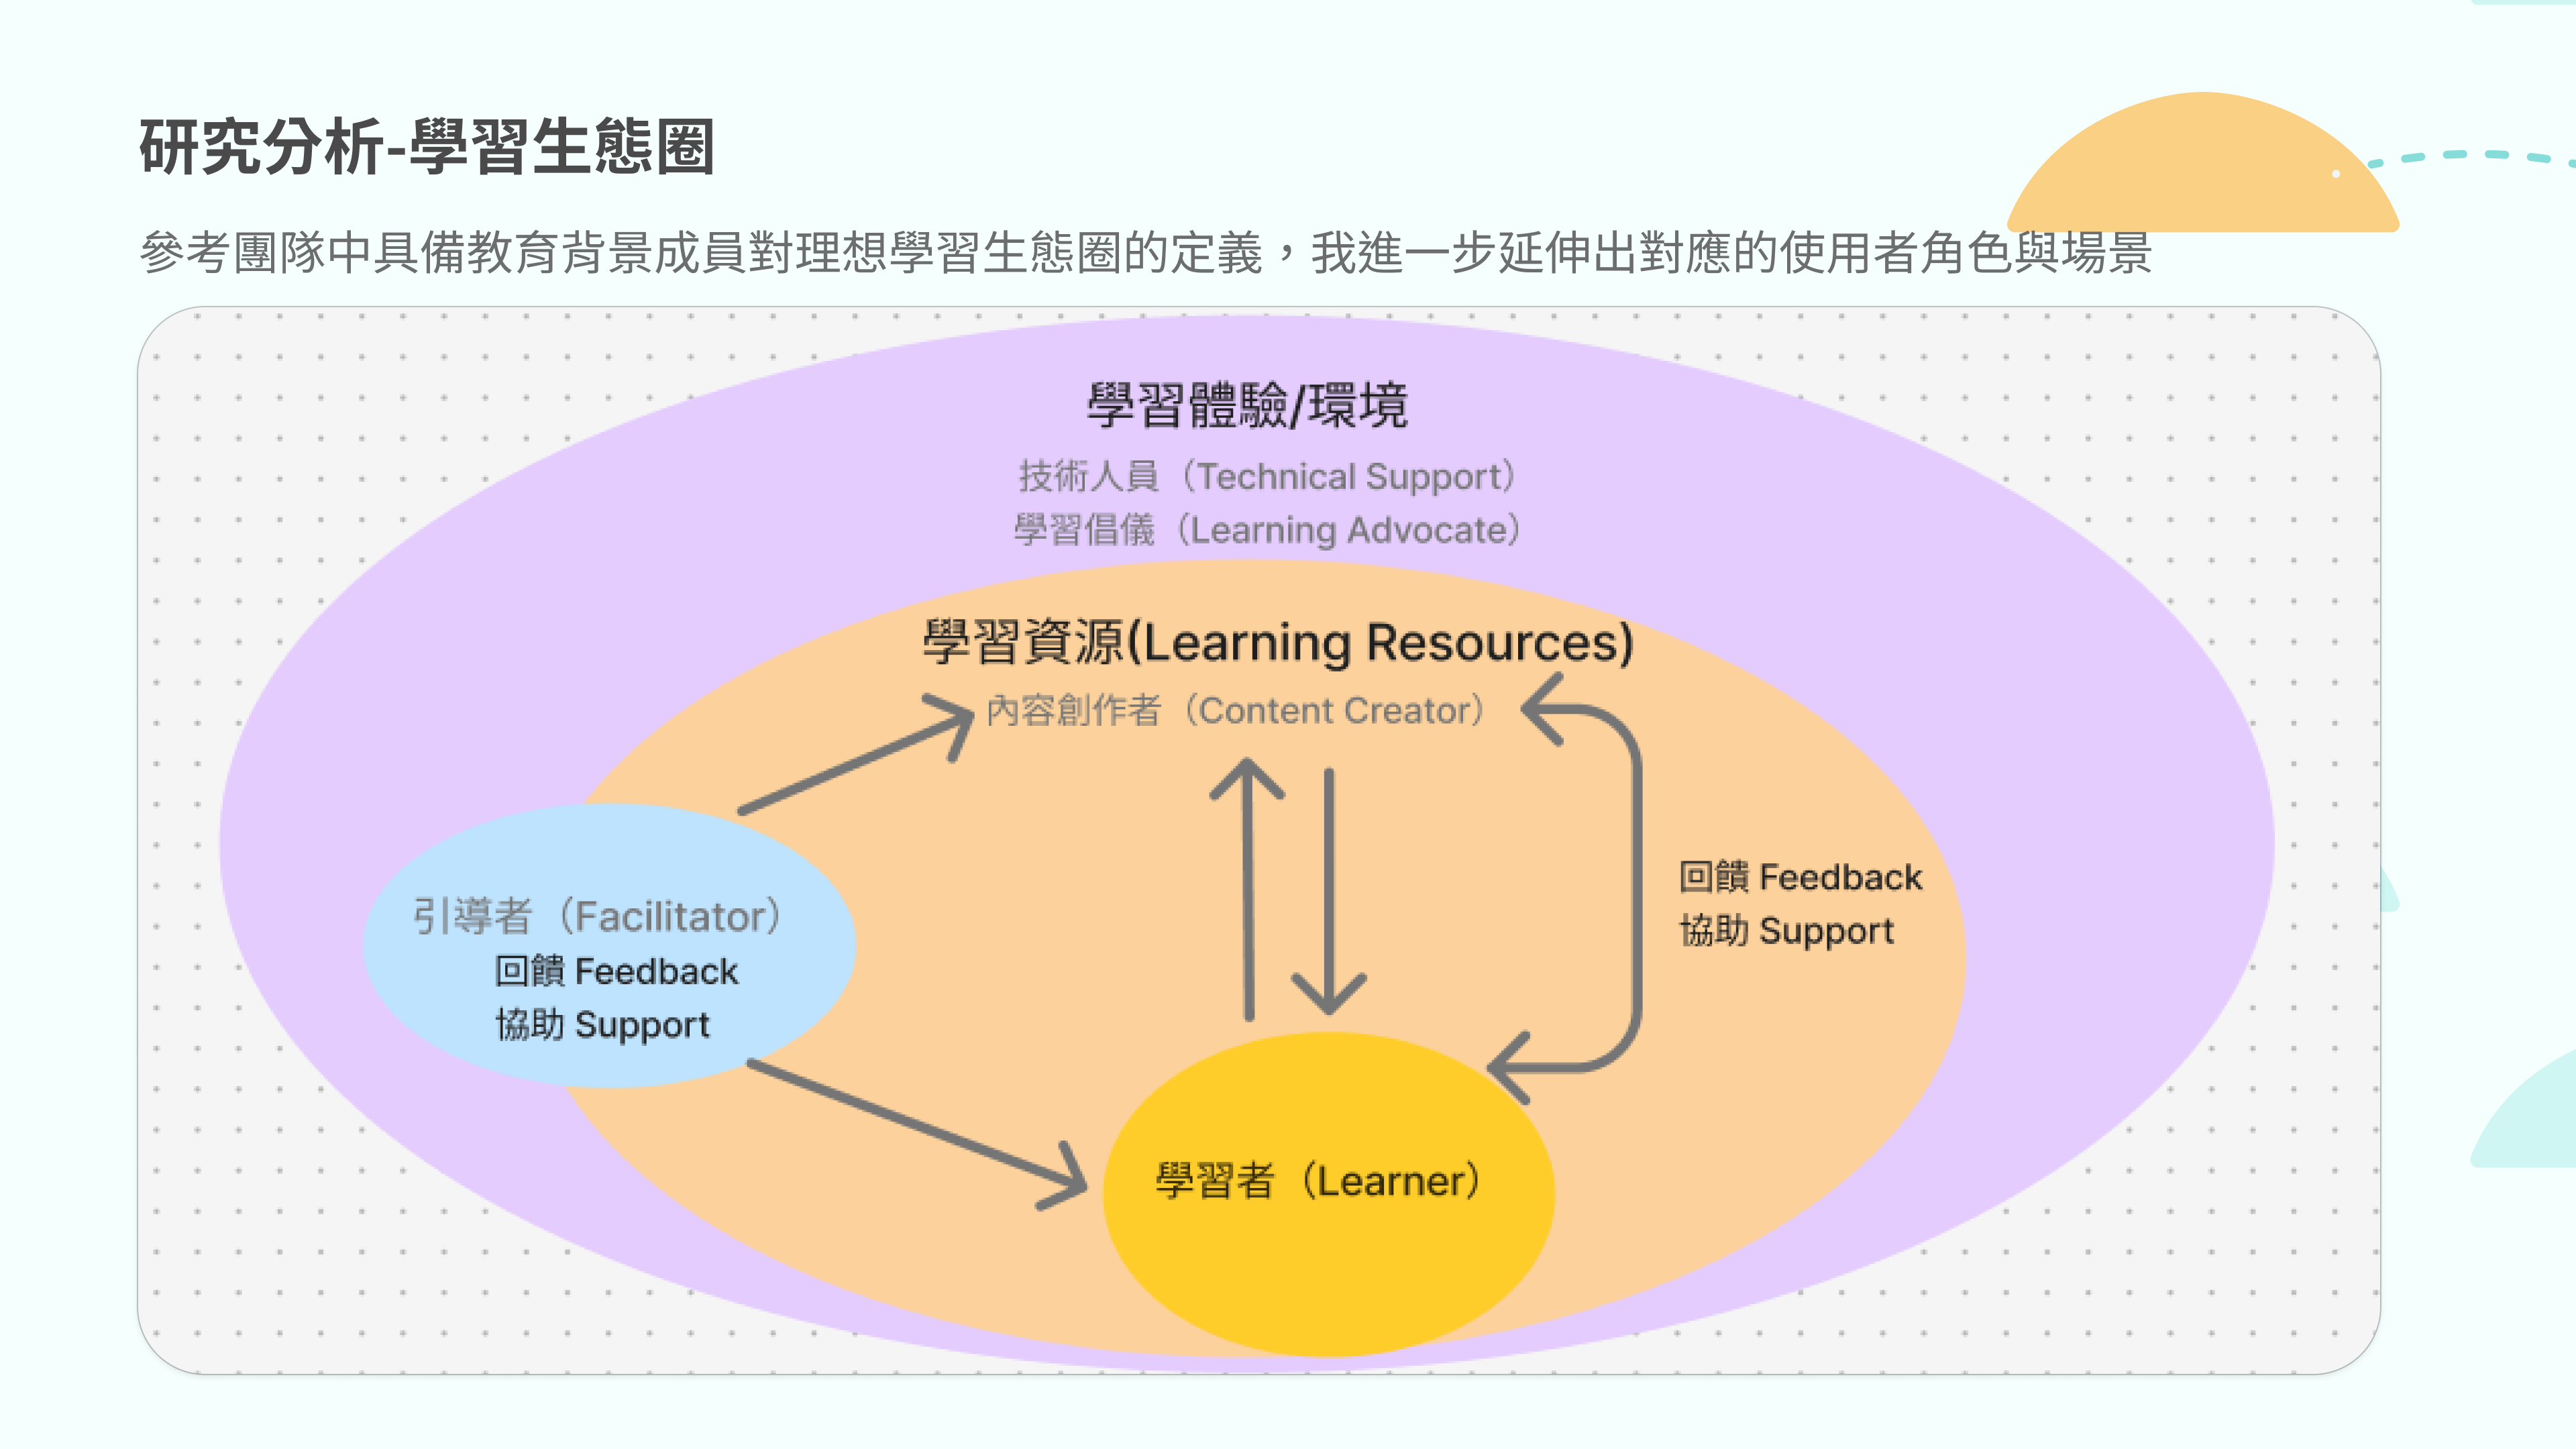 研究分析-學習生態圈
參考團隊中具備教育背景成員對理想學習生態圈的定義，我進一步延伸出對應的使用者角色與場景
學習體驗/環境
技術人員（Technical Support）
學習倡儀（Learning Advocate）
學習資源(Learning Resources)
內容創作者（Content Creator）
引導者（Facilitator）
回饋 Feedback
協助 Support
回饋 Feedback
協助 Support
學習者（Learner）